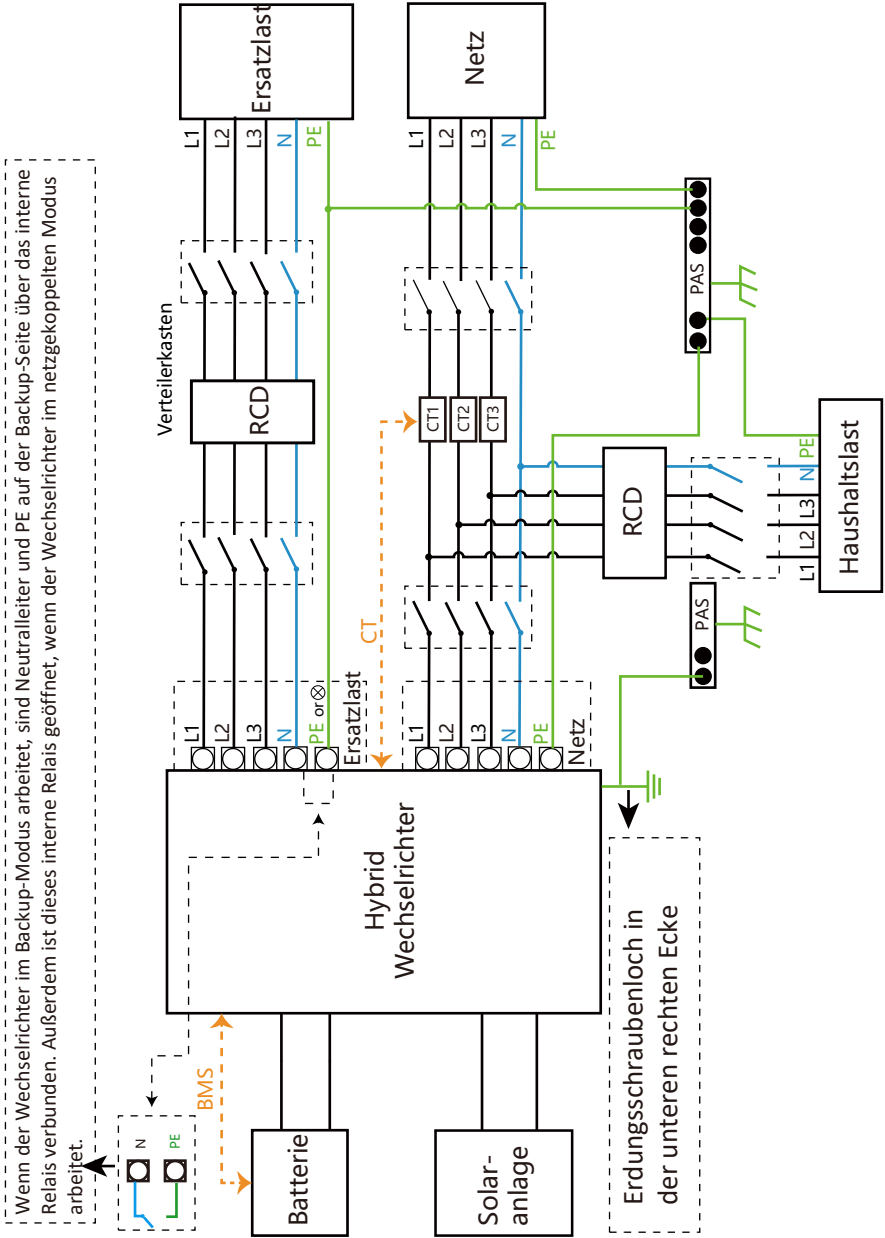 Wenn der Wechselrichter im Backup-Modus arbeitet, sind Neutralleiter und PE auf der Backup-Seite über das interne
Relais verbunden. Außerdem ist dieses interne Relais geöffnet, wenn der Wechselrichter im netzgekoppelten Modus
arbeitet.
N
PE
BMS
Batterie
Solar-
anlage
Hybrid
Wechselrichter
L1
L2
L3
N
PE or
Ersatzlast
Verteilerkasten
RCD
L1
L2
L3
N
PE
Ersatzlast
CT
L1
L2
L3
N
PE
Netz
CT1
CT2
CT3
L1
L2
L3
N
PE
Netz
RCD
L1
L2
L3
N
PE
Haushaltslast
PAS
PAS
Erdungsschraubenloch in
der unteren rechten Ecke